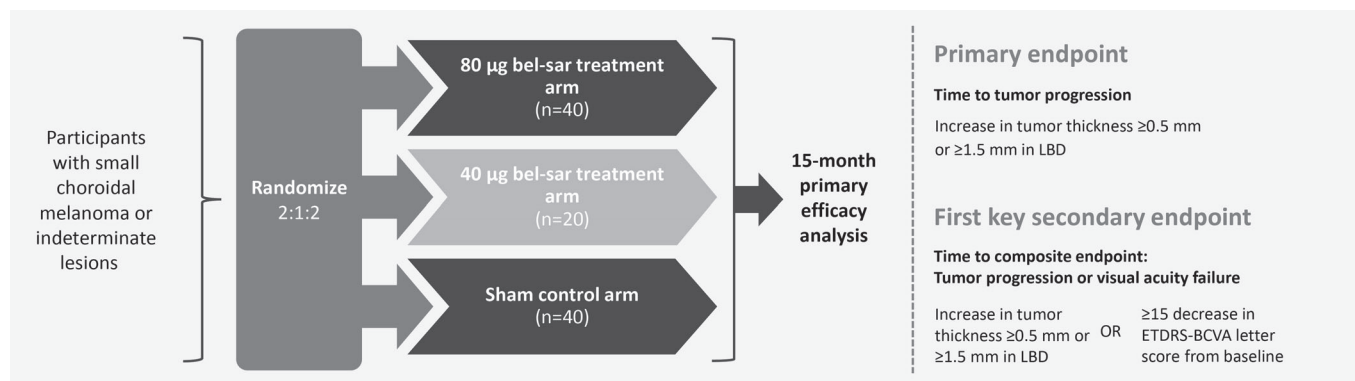 Participants
with small
choroidal
melanoma or
indeterminate
lesions
Randomize
2:1:2
80 µg bel-sar treatment
arm
(n=40)
40 µg bel-sar treatment
arm
(n=20)
Sham control arm
(n=40)
15-month
primary
efficacy
analysis
Primary endpoint
Time to tumor progression
Increase in tumor thickness ≥0.5 mm
or ≥1.5 mm in LBD
First key secondary endpoint
Time to composite endpoint:
Tumor progression or visual acuity failure
Increase in tumor
thickness ≥0.5 mm or
≥1.5 mm in LBD
OR
≥15 decrease in
ETDRS-BCVA letter
score from baseline